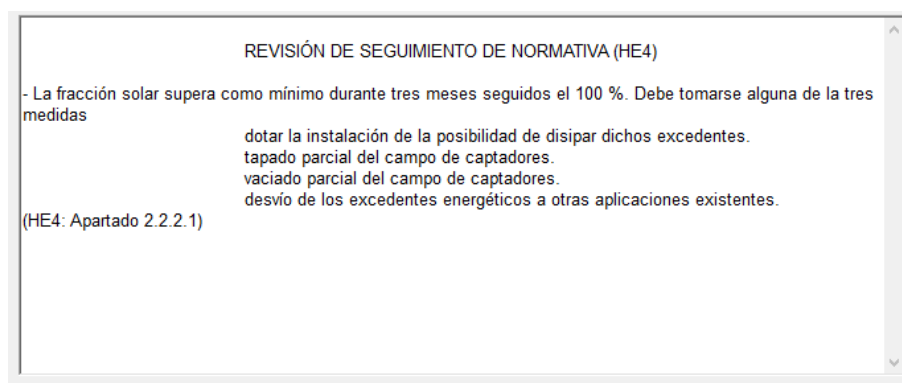 REVISIÓN DE SEGUIMIENTO DE NORMATIVA (HE4)
- La fracción solar supera como mínimo durante tres meses seguidos el 100 %. Debe tomarse alguna de la tres
medidas
dotar la instalación de la posibilidad de disipar dichos excedentes.
tapado parcial del campo de captadores.
vaciado parcial del campo de captadores.
desvío de los excedentes energéticos a otras aplicaciones existentes.
(HE4: Apartado 2.2.2.1)